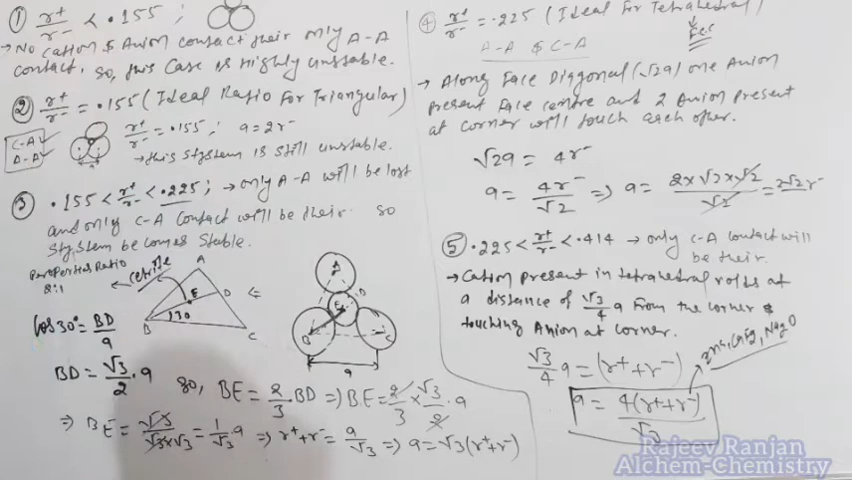 ① r+/r- < .155 ;
→ No Cation & Anion contact their only A-A
contact. So, this Case is Highly unstable.
② r+/r- = .155 (Ideal Ratio For Triangular)
C-A ✓
A-A ✓
r+/r- = .155 ; a = 2r-
→ this system is still unstable.
a
③ .155 < r+/r- < .225 ; → only A-A will be lost
and only C-A Contact will be their. so
System becomes Stable.
Ratio
2:1
A
E
D
B
30
C
A
E
D
B
C
a
Cos30° = BD/a
BD = √3/2 . a
So, BE = 2/3 . BD ⇒ BE = 2/3 × √3/2 . a
⇒ BE = √3/√3×√3 = 1/√3 a ⇒ r+ + r- = a/√3 ⇒ a = √3(r+ + r-)
④ r+/r- = .225 (Ideal For Tetrahedral)
A-A & C-A
Fcc
→ Along Face Diagonal (√2a) one Anion
present Face centre and 2 Anion present
at corner will touch each other.
√2a = 4r-
a = 4r-/√2 ⇒ a = 2×√2×√2/√2 = 2√2r-
⑤ .225 < r+/r- < .414 → only C-A contact will
be their.
→ Cation present in tetrahedral voids at
a distance of √3/4 a From the corner &
touching Anion at corner.
√3/4 a = (r+ + r-)
a = 4(r+ + r-)/√3
Rajeev Ranjan
Alchem-Chemistry